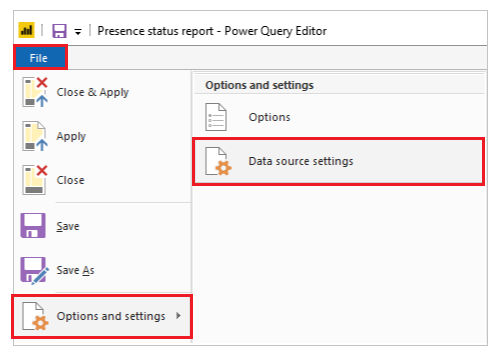 Presence status report - Power Query Editor
File
Close & Apply
Apply
Close
Save
Save As
Options and settings
Options and settings
Options
Data source settings